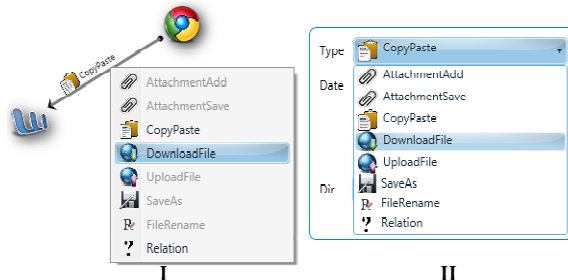 CopyPaste
AttachmentAdd
AttachmentSave
CopyPaste
DownloadFile
UploadFile
SaveAs
FileRename
Relation
I
Type CopyPaste
Date
Dir
AttachmentAdd
AttachmentSave
CopyPaste
DownloadFile
UploadFile
SaveAs
FileRename
Relation
II